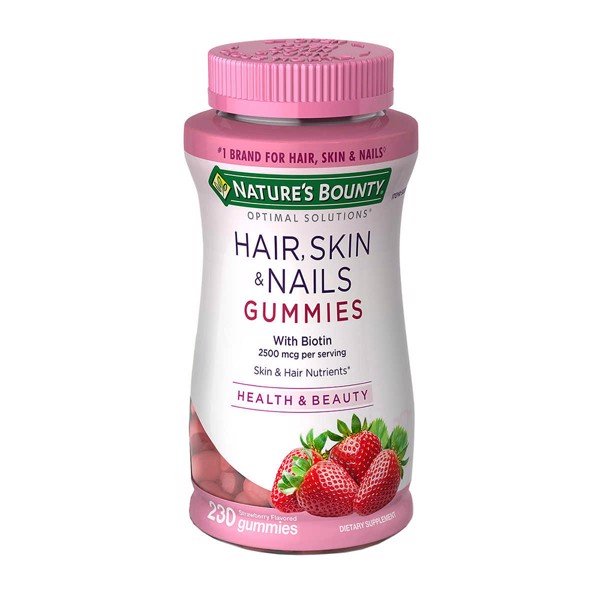 #1 BRAND FOR HAIR, SKIN & NAILS◊
NATURE'S BOUNTY®
OPTIMAL SOLUTIONS®
HAIR, SKIN
& NAILS
GUMMIES
With Biotin
2500 mcg per serving
Skin & Hair Nutrients*
HEALTH & BEAUTY
Strawberry Flavored
230 gummies
DIETARY SUPPLEMENT